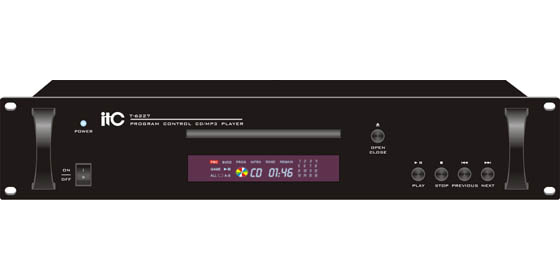 itc T-6227
PROGRAM CONTROL CD/MP3 PLAYER
POWER
OPEN
CLOSE
ON
OFF
CD 01:46
PLAY STOP PREVIOUS NEXT